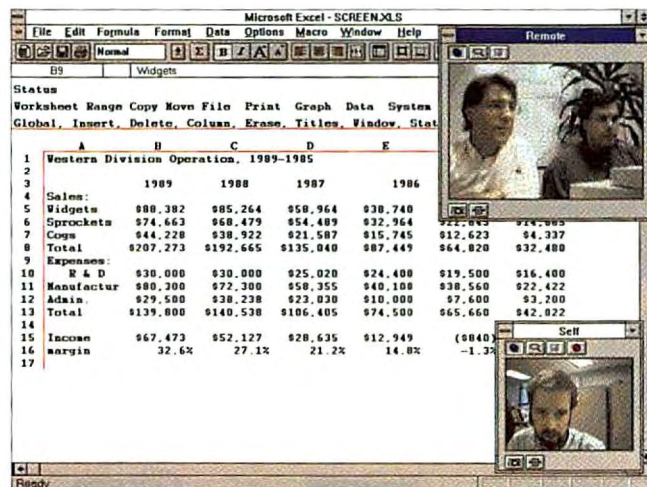 Microsoft Excel - SCREEN.XLS
File Edit Formula Format Data Options Macro Window Help
Normal Σ B I A A
B9 Widgets
Status
Worksheet Range Copy Move File Print Graph Data System
Global, Insert, Delete, Column, Erase, Titles, Window, Stat
A B C D E
1 Western Division Operation, 1989-1985
2
3 1989 1988 1987 1986
4 Sales:
5 Widgets $88,382 $85,264 $58,964 $38,740
6 Sprockets $74,663 $68,479 $54,489 $32,964
7 Cogs $44,228 $38,922 $21,587 $15,745 $12,623 $4,337
8 Total $207,273 $192,665 $135,040 $87,449 $64,820 $32,480
9 Expenses:
10 R & D $30,000 $30,000 $25,020 $24,400 $19,500 $16,400
11 Manufactur $80,300 $72,300 $58,355 $40,100 $38,560 $22,422
12 Admin. $29,500 $38,238 $23,030 $10,000 $7,600 $3,200
13 Total $139,800 $140,538 $106,405 $74,500 $65,660 $42,022
14
15 Income $67,473 $52,127 $28,635 $12,949 ($840)
16 margin 32.6% 27.1% 21.2% 14.8% -1.3%
17
Ready
Remote
Self